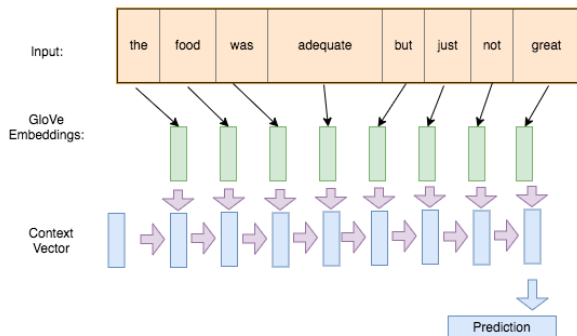 Input:
the food was adequate but just not great
GloVe
Embeddings:
Context
Vector
Prediction